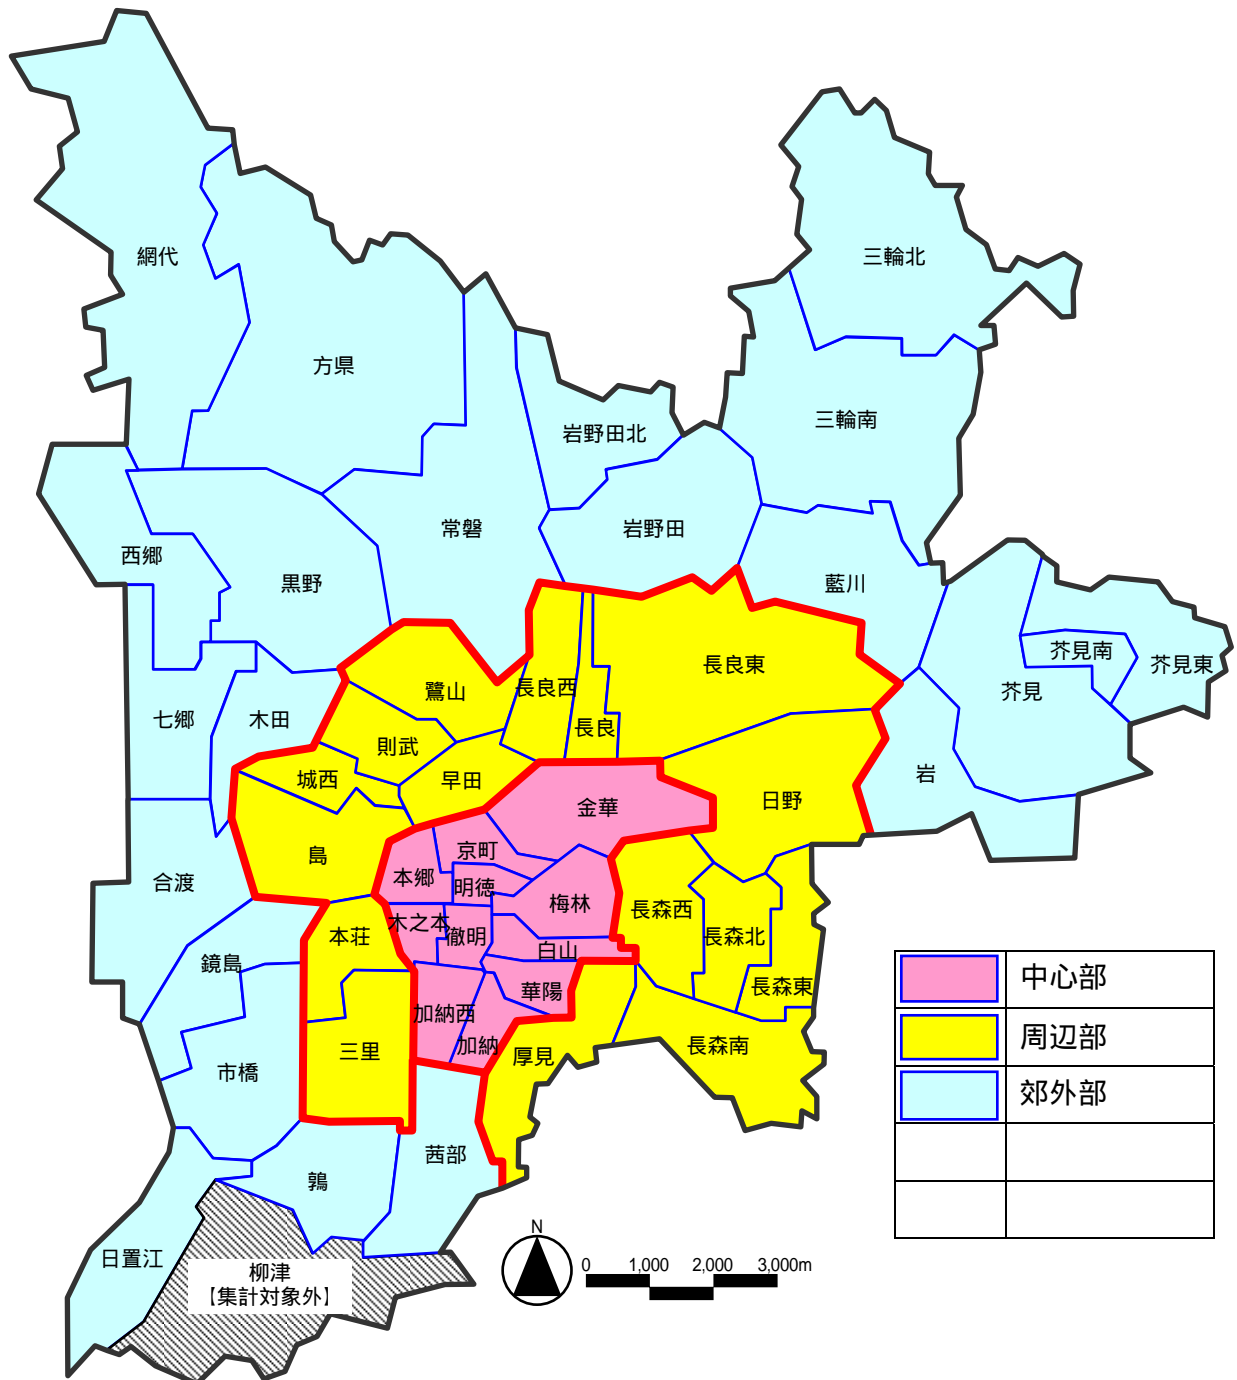 網代
三輪北
方県
三輪南
岩野田北
常磐
岩野田
西郷
黒野
藍川
芥見南
芥見東
長良東
芥見
鷺山
長良西
七郷
木田
長良
則武
岩
城西
早田
金華
日野
島
京町
本郷
合渡
明徳
梅林
長森西
木之本
徹明
本荘
長森北
白山
鏡島
長森東
華陽
加納西
加納
長森南
三里
厚見
市橋
茜部
鶉
日置江
柳津
【集計対象外】
中心部
周辺部
郊外部
N
0 1,000 2,000 3,000m